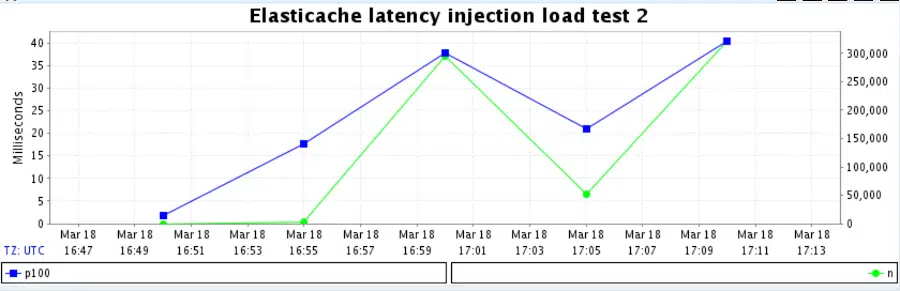 Elasticache latency injection load test 2
40
35
30
25
20
15
10
5
0
Milliseconds
300,000
250,000
200,000
150,000
100,000
50,000
0
Mar 18 Mar 18 Mar 18 Mar 18 Mar 18 Mar 18 Mar 18 Mar 18 Mar 18 Mar 18 Mar 18 Mar 18 Mar 18 Mar 18
TZ: UTC 16:47 16:49 16:51 16:53 16:55 16:57 16:59 17:01 17:03 17:05 17:07 17:09 17:11 17:13
p100
n